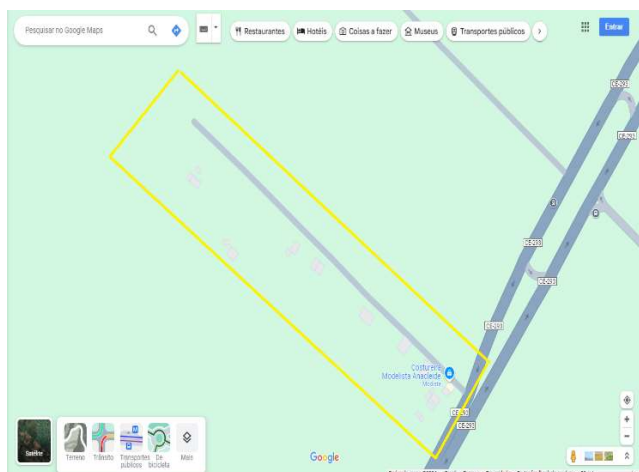 Pesquisar no Google Maps
Restaurantes
Hotéis
Coisas a fazer
Museus
Transportes públicos
Entrar
CE-293
CE-293
CE-293
CE-293
CE-293
Costureira
Modelista Anacleide
CE-293
Satélite
Terreno
Trânsito
Transportes
públicos
De
bicicleta
Mais
Google